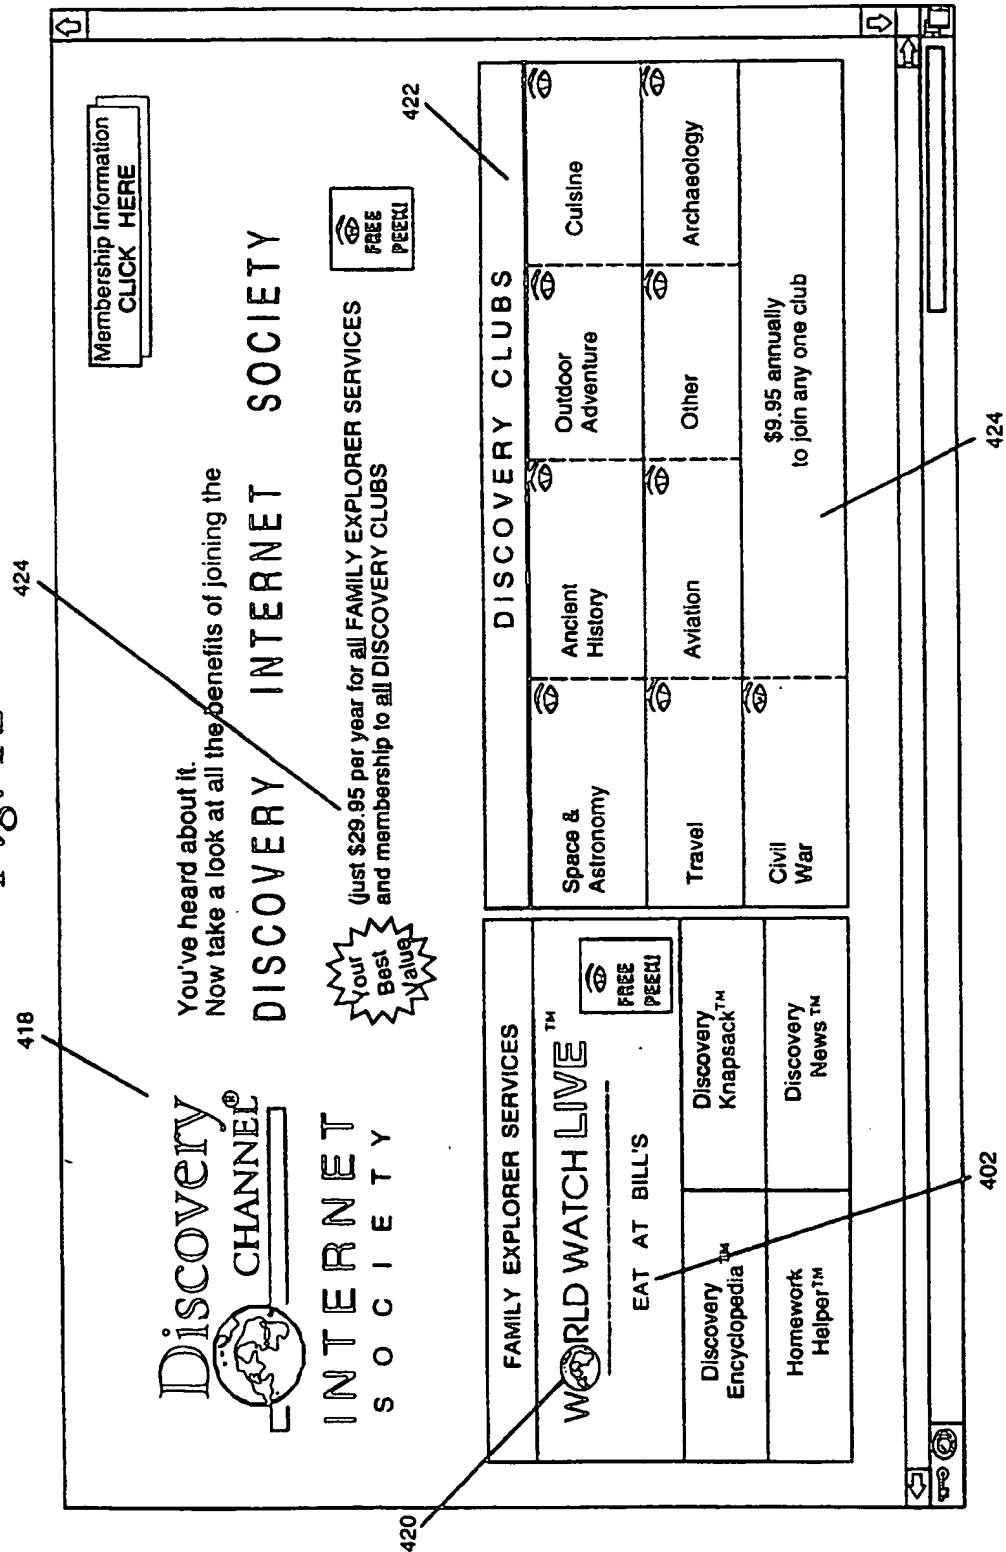 418
424
Discovery
CHANNEL®
INTERNET
SOCIETY
Membership Information
CLICK HERE
You've heard about it.
Now take a look at all the benefits of joining the
DISCOVERY INTERNET SOCIETY
Your
Best
Value
(just $29.95 per year for all FAMILY EXPLORER SERVICES
and membership to all DISCOVERY CLUBS
FREE
PEEK!
420
422
FAMILY EXPLORER SERVICES
WORLD WATCH LIVE™
EAT AT BILL'S
FREE
PEEK!
Discovery
Encyclopedia™
Discovery
Knapsack™
Homework
Helper™
Discovery
News™
DISCOVERY CLUBS
Space &
Astronomy
Ancient
History
Outdoor
Adventure
Cuisine
Travel
Aviation
Other
Archaeology
Civil
War
$9.95 annually
to join any one club
402
424